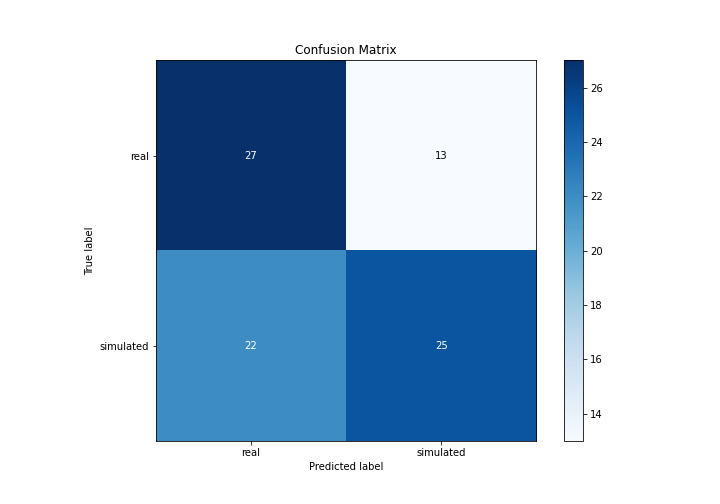 Confusion Matrix
True label
real
27
13
simulated
22
25
real
simulated
Predicted label
26
24
22
20
18
16
14